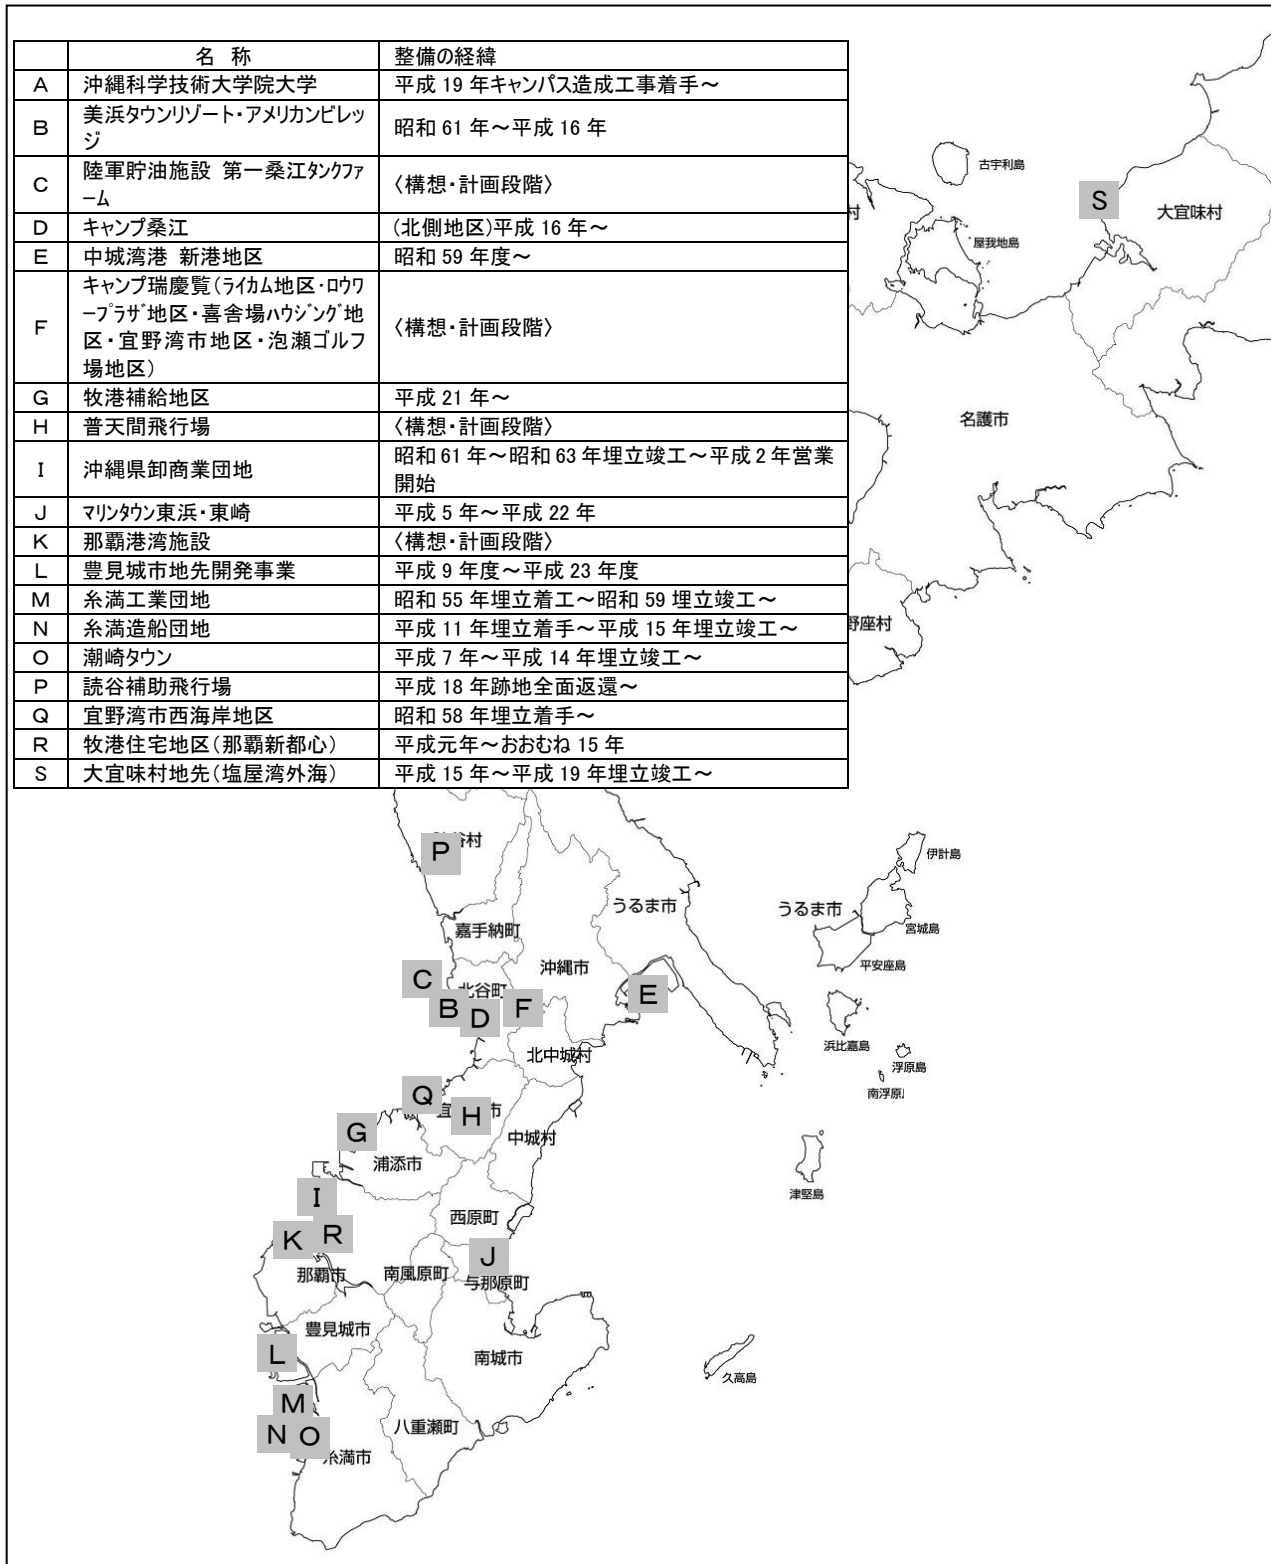 名 称 整備の経緯
A 沖縄科学技術大学院大学 平成 19 年キャンパス造成工事着手～
B 美浜タウンリゾート・アメリカンビレッ
ジ 昭和 61 年～平成 16 年
C 陸軍貯油施設 第一桑江タンクファ
ーム 〈構想・計画段階〉
D キャンプ桑江 (北側地区)平成 16 年～
E 中城湾港 新港地区 昭和 59 年度～
F キャンプ瑞慶覧(ライカム地区・ロウワ
ープラザ地区・喜舎場ハウジング地
区・宜野湾市地区・泡瀬ゴルフ
場地区) 〈構想・計画段階〉
G 牧港補給地区 平成 21 年～
H 普天間飛行場 〈構想・計画段階〉
I 沖縄県卸商業団地 昭和 61 年～昭和 63 年埋立竣工～平成 2 年営業
開始
J マリンタウン東浜・東崎 平成 5 年～平成 22 年
K 那覇港湾施設 〈構想・計画段階〉
L 豊見城市地先開発事業 平成 9 年度～平成 23 年度
M 糸満工業団地 昭和 55 年埋立着工～昭和 59 埋立竣工～
N 糸満造船団地 平成 11 年埋立着手～平成 15 年埋立竣工～
O 潮崎タウン 平成 7 年～平成 14 年埋立竣工～
P 読谷補助飛行場 平成 18 年跡地全面返還～
Q 宜野湾市西海岸地区 昭和 58 年埋立着手～
R 牧港住宅地区(那覇新都心) 平成元年～おおむね 15 年
S 大宜味村地先(塩屋湾外海) 平成 15 年～平成 19 年埋立竣工～
古宇利島
S
大宜味村
村
屋我地島
名護市
野座村
谷村
P
伊計島
うるま市
うるま市
宮城島
嘉手納町
平安座島
沖縄市
C
北谷町
E
B
F
D
浜比嘉島
北中城村
浮原島
南浮原
Q
宜
H
市
G
中城村
浦添市
津堅島
I
西原町
R
K
J
那覇市
南風原町
与那原町
豊見城市
L
南城市
久高島
M
八重瀬町
N
O
糸満市